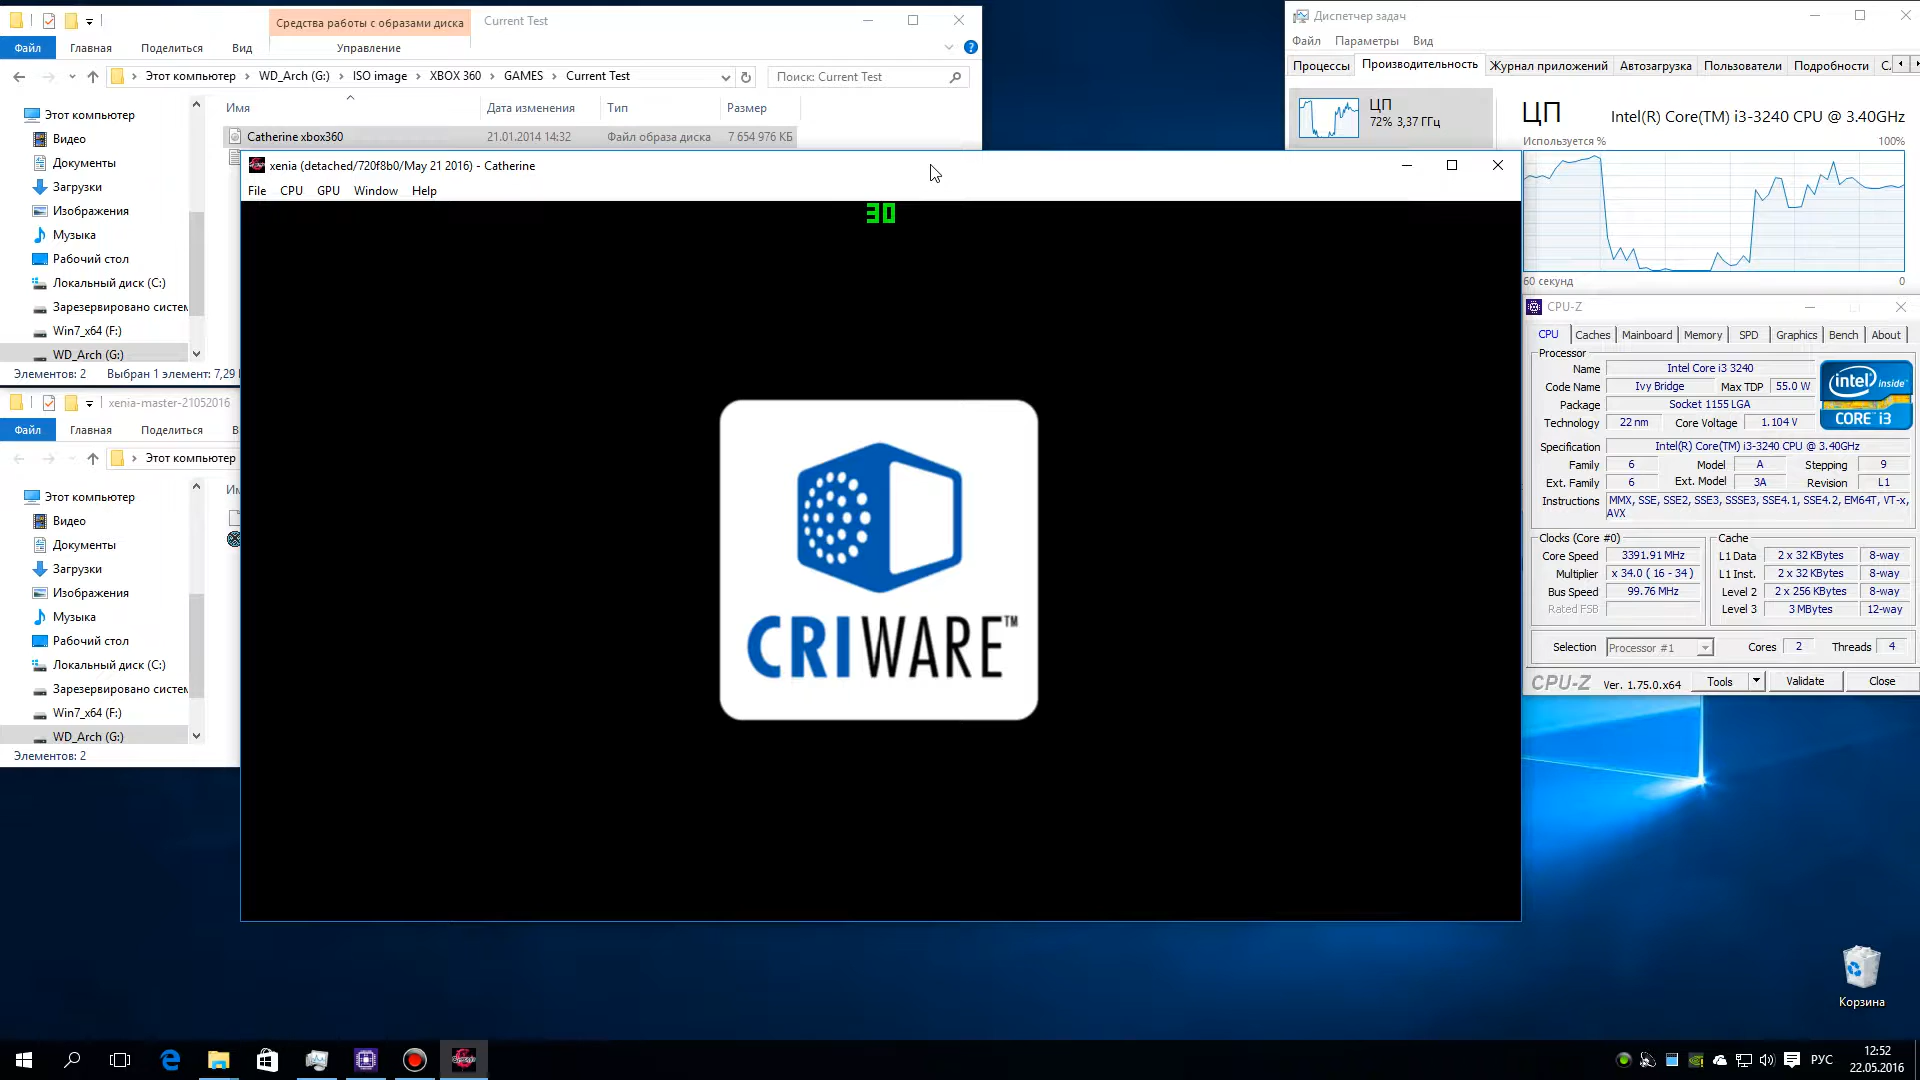 Средства работы с образами диска
Current Test
Файл
Главная
Поделиться
Вид
Управление
Этот компьютер
WD_Arch (G:)
ISO image
XBOX 360
GAMES
Current Test
Поиск: Current Test
Имя
Дата изменения
Тип
Размер
Catherine xbox360
21.01.2014 14:32
Файл образа диска
7 654 976 КБ
Этот компьютер
Видео
Документы
Загрузки
Изображения
Музыка
Рабочий стол
Локальный диск (C:)
Зарезервировано систем
Win7_x64 (F:)
WD_Arch (G:)
Элементов: 2
Выбран 1 элемент: 7,29
xenia-master-21052016
Файл
Главная
Поделиться
Этот компьютер
Этот компьютер
Видео
Документы
Загрузки
Изображения
Музыка
Рабочий стол
Локальный диск (C:)
Зарезервировано систем
Win7_x64 (F:)
WD_Arch (G:)
Элементов: 2
xenia (detached/720f8b0/May 21 2016) - Catherine
File
CPU
GPU
Window
Help
30
CRIWARE™
Диспетчер задач
Файл
Параметры
Вид
Процессы
Производительность
Журнал приложений
Автозагрузка
Пользователи
Подробности
ЦП
72% 3,37 ГГц
ЦП
Intel(R) Core(TM) i3-3240 CPU @ 3.40GHz
Используется %
100%
60 секунд
0
CPU-Z
CPU
Caches
Mainboard
Memory
SPD
Graphics
Bench
About
Processor
Name
Intel Core i3 3240
Code Name
Ivy Bridge
Max TDP
55.0 W
Package
Socket 1155 LGA
Technology
22 nm
Core Voltage
1.104 V
intel inside
CORE i3
Specification
Intel(R) Core(TM) i3-3240 CPU @ 3.40GHz
Family
6
Model
A
Stepping
9
Ext. Family
6
Ext. Model
3A
Revision
L1
Instructions
MMX, SSE, SSE2, SSE3, SSSE3, SSE4.1, SSE4.2, EM64T, VT-x,
AVX
Clocks (Core #0)
Core Speed
3391.91 MHz
Multiplier
x 34.0 ( 16 - 34 )
Bus Speed
99.76 MHz
Rated FSB
Cache
L1 Data
2 x 32 KBytes
8-way
L1 Inst.
2 x 32 KBytes
8-way
Level 2
2 x 256 KBytes
8-way
Level 3
3 MBytes
12-way
Selection
Processor #1
Cores
2
Threads
4
CPU-Z
Ver. 1.75.0.x64
Tools
Validate
Close
Корзина
РУС
12:52
22.05.2016